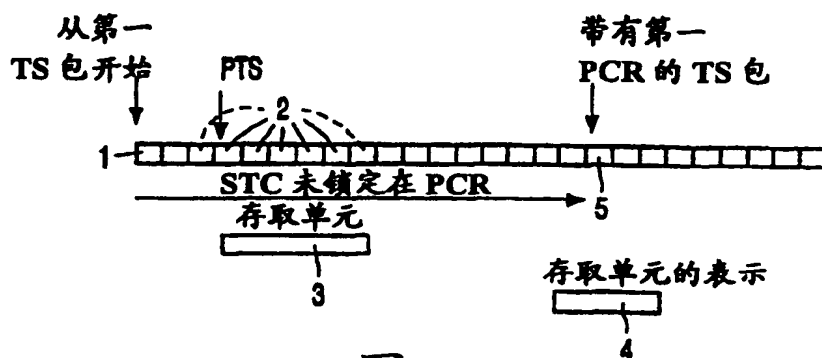 从第一
TS 包开始
PTS
2
带有第一
PCR 的 TS 包
1
STC 未锁定在 PCR
5
存取单元
3
存取单元的表示
4